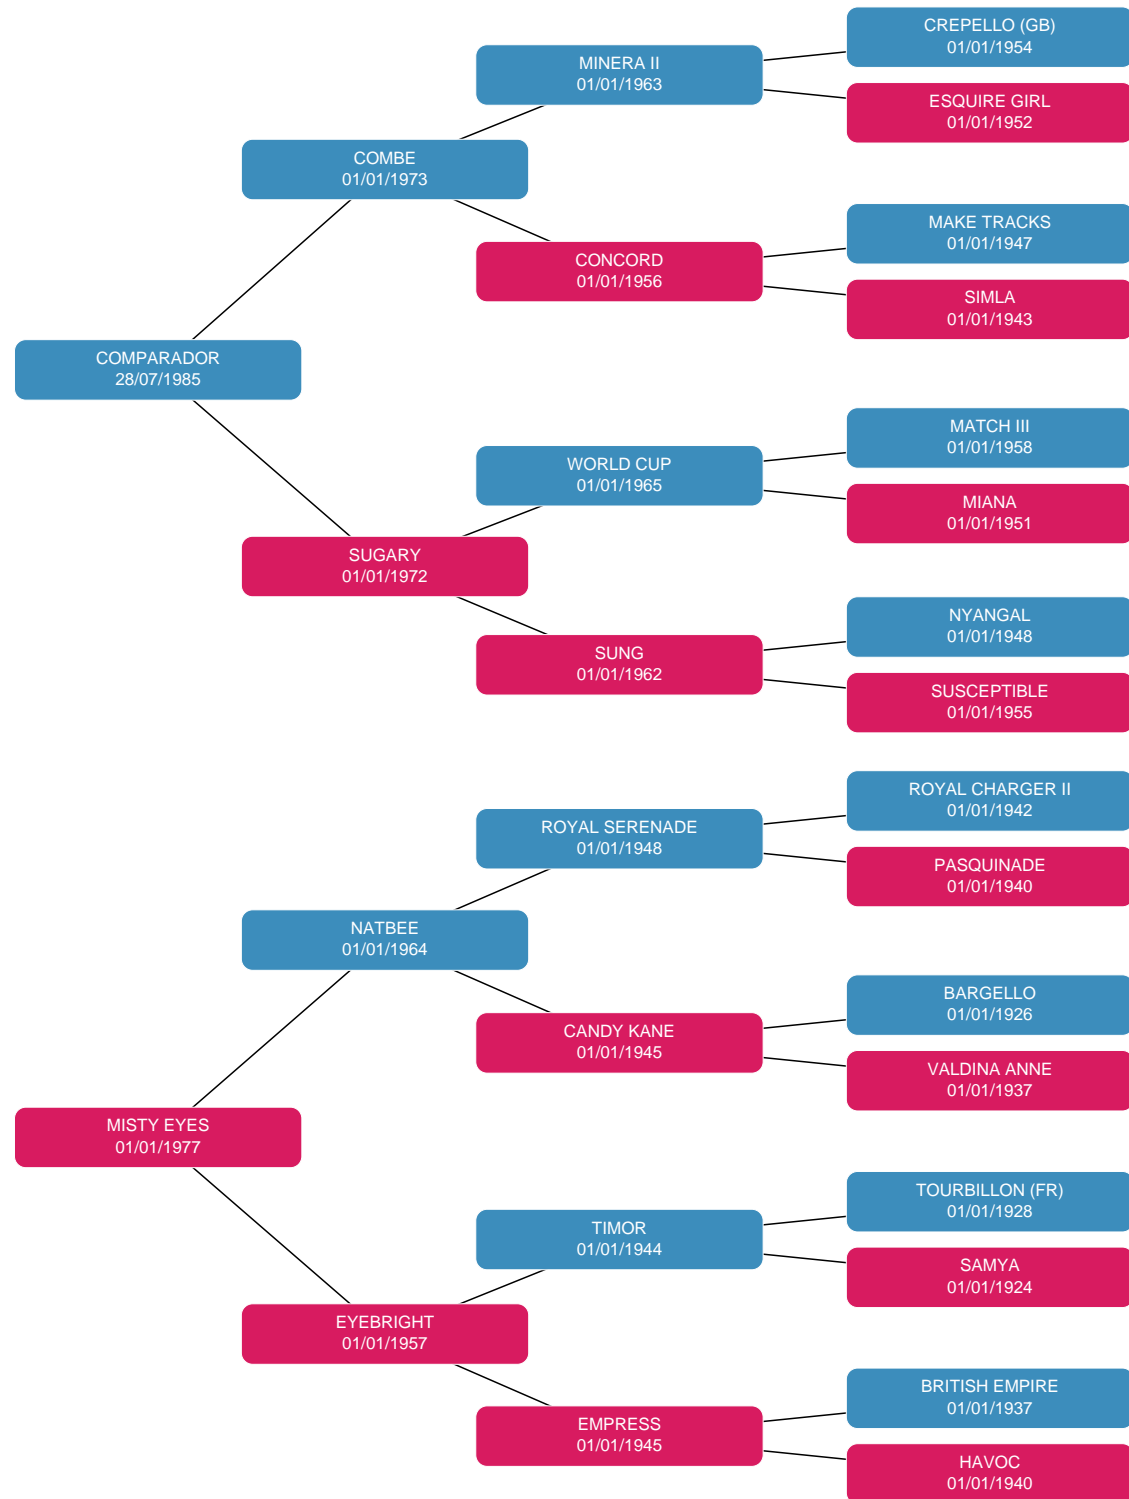 CREPELLO (GB)
01/01/1954
MINERA II
01/01/1963
ESQUIRE GIRL
01/01/1952
COMBE
01/01/1973
MAKE TRACKS
01/01/1947
CONCORD
01/01/1956
SIMLA
01/01/1943
COMPARADOR
28/07/1985
MATCH III
01/01/1958
WORLD CUP
01/01/1965
MIANA
01/01/1951
SUGARY
01/01/1972
NYANGAL
01/01/1948
SUNG
01/01/1962
SUSCEPTIBLE
01/01/1955
ROYAL CHARGER II
01/01/1942
ROYAL SERENADE
01/01/1948
PASQUINADE
01/01/1940
NATBEE
01/01/1964
BARGELLO
01/01/1926
CANDY KANE
01/01/1945
VALDINA ANNE
01/01/1937
MISTY EYES
01/01/1977
TOURBILLON (FR)
01/01/1928
TIMOR
01/01/1944
SAMYA
01/01/1924
EYEBRIGHT
01/01/1957
BRITISH EMPIRE
01/01/1937
EMPRESS
01/01/1945
HAVOC
01/01/1940